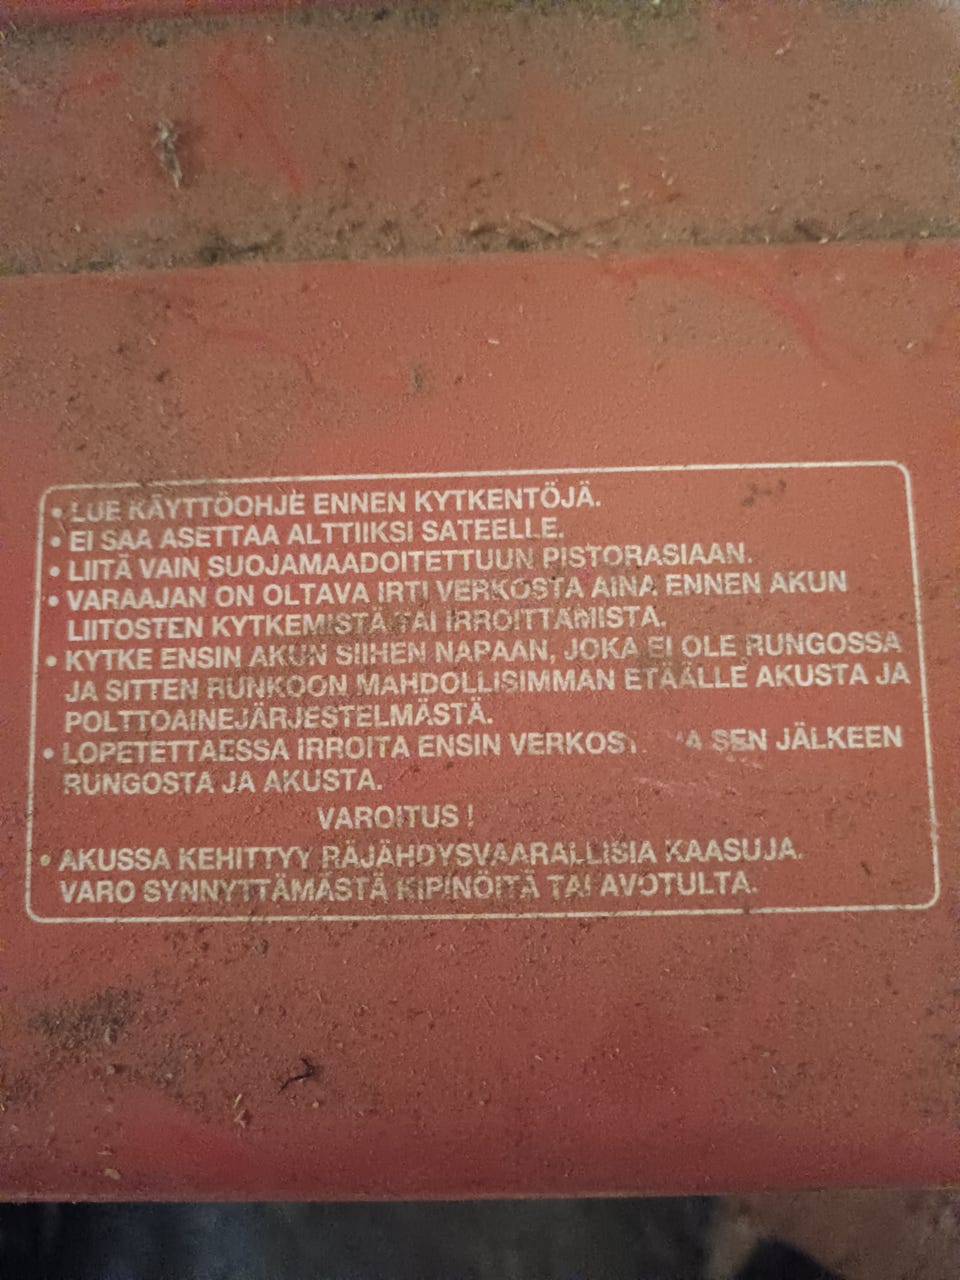 • LUE KÄYTTÖOHJE ENNEN KYTKENTÖJÄ.
• EI SAA ASETTAA ALTTIIKSI SATEELLE.
• LIITÄ VAIN SUOJAMAADOITETTUUN PISTORASIAAN.
• VARAAJAN ON OLTAVA IRTI VERKOSTA AINA ENNEN AKUN
LIITOSTEN KYTKEMISTÄ TAI IRROITTAMISTA.
• KYTKE ENSIN AKUN SIIHEN NAPAAN, JOKA EI OLE RUNGOSSA
JA SITTEN RUNKOON MAHDOLLISIMMAN ETÄÄLLE AKUSTA JA
POLTTOAINEJÄRJESTELMÄSTÄ.
• LOPETETTAESSA IRROITA ENSIN SEN JÄLKEEN
RUNGOSTA JA AKUSTA.
VAROITUS !
• AKUSSA KEHITTYY RÄJÄHDYSVAARALLISIA KAASUJA.
VARO SYNNYTTÄMÄSTÄ KIPINÖITÄ TAI AVOTULTA.